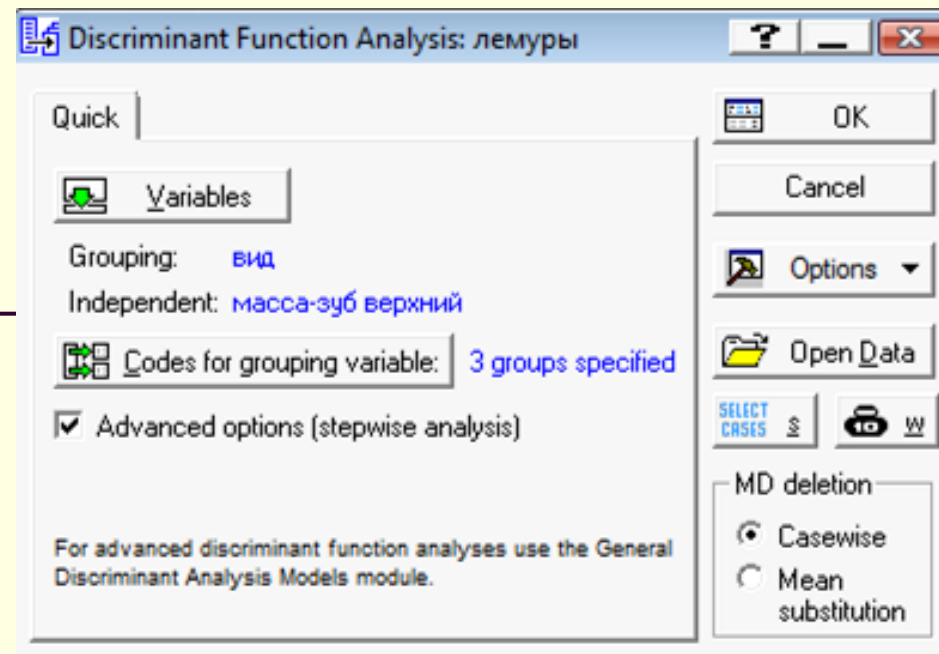 Discriminant Function Analysis: лемуры
Quick
Variables
Grouping: вид
Independent: масса-зуб верхний
Codes for grouping variable: 3 groups specified
Advanced options (stepwise analysis)
For advanced discriminant function analyses use the General
Discriminant Analysis Models module.
OK
Cancel
Options
Open Data
SELECT
CASES S
W
MD deletion
Casewise
Mean
substitution